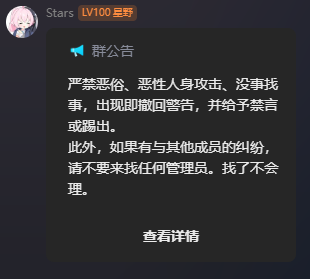 Stars LV100 星野
群公告
严禁恶俗、恶性人身攻击、没事找
事，出现即撤回警告，并给予禁言
或踢出。
此外，如果有与其他成员的纠纷，
请不要来找任何管理员。找了不会
理。
查看详情